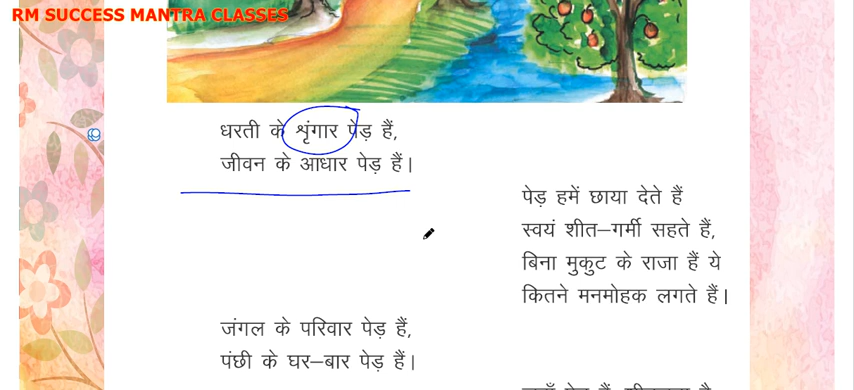 RM SUCCESS MANTRA CLASSES
धरती के शृंगार पेड़ हैं,
जीवन के आधार पेड़ हैं।
पेड़ हमें छाया देते हैं
स्वयं शीत–गर्मी सहते हैं,
बिना मुकुट के राजा हैं ये
कितने मनमोहक लगते हैं।
जंगल के परिवार पेड़ हैं,
पंछी के घर–बार पेड़ हैं।